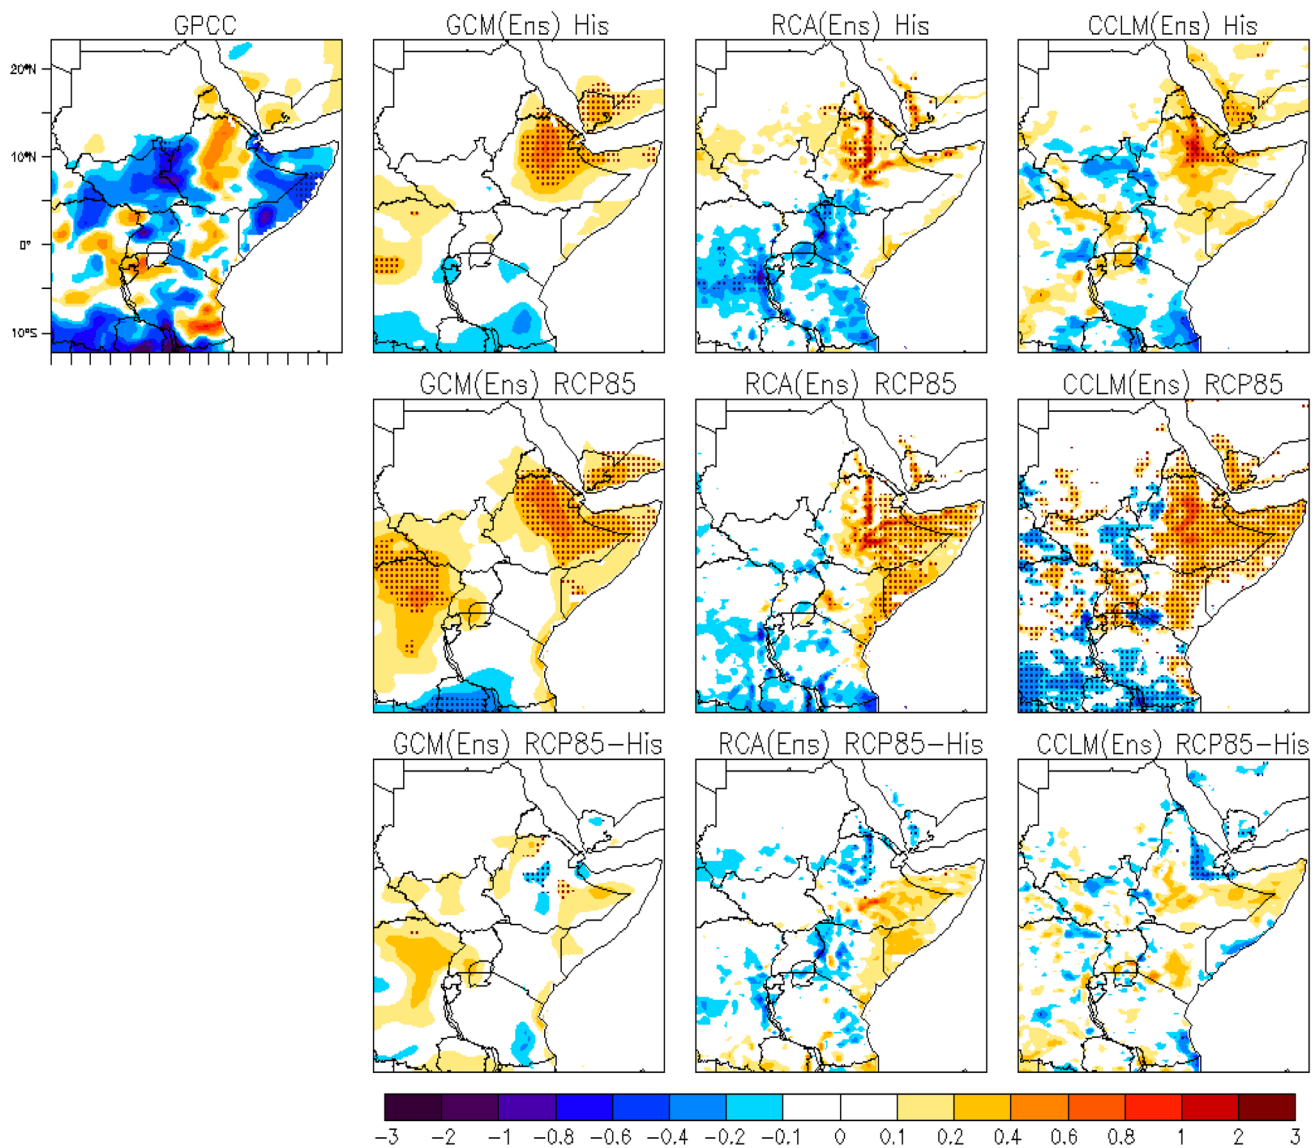 GPCC
GCM(Ens) His
RCA(Ens) His
CCLM(Ens) His
20°N
10°N
0°
10°S
GCM(Ens) RCP85
RCA(Ens) RCP85
CCLM(Ens) RCP85
GCM(Ens) RCP85-His
RCA(Ens) RCP85-His
CCLM(Ens) RCP85-His
-3 -2 -1 -0.8 -0.6 -0.4 -0.2 -0.1 0 0.1 0.2 0.4 0.6 0.8 1 2 3